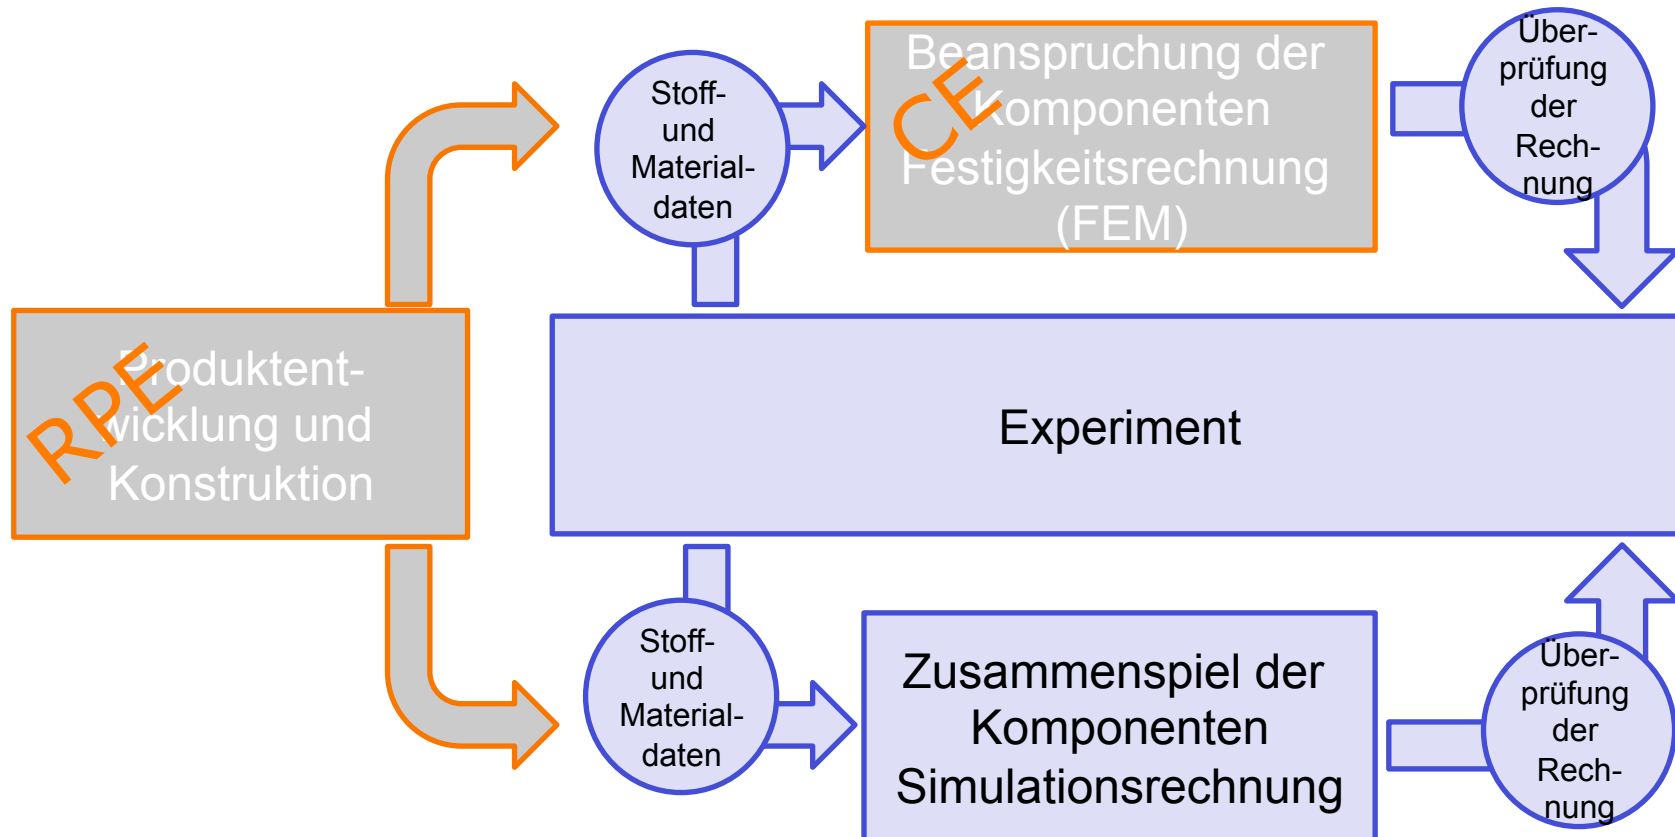 Stoff-
und
Material-
daten
Beanspruchung der
Komponenten
Festigkeitsrechnung
(FEM)
CE
Über-
prüfung
der
Rech-
nung
Produktent-
wicklung und
Konstruktion
RPE
Experiment
Stoff-
und
Material-
daten
Zusammenspiel der
Komponenten
Simulationsrechnung
Über-
prüfung
der
Rech-
nung